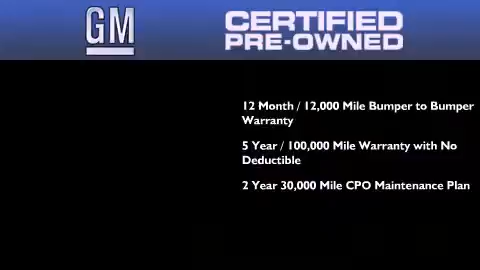 GM
CERTIFIED
PRE-OWNED
12 Month / 12,000 Mile Bumper to Bumper
Warranty
5 Year / 100,000 Mile Warranty with No
Deductible
2 Year 30,000 Mile CPO Maintenance Plan